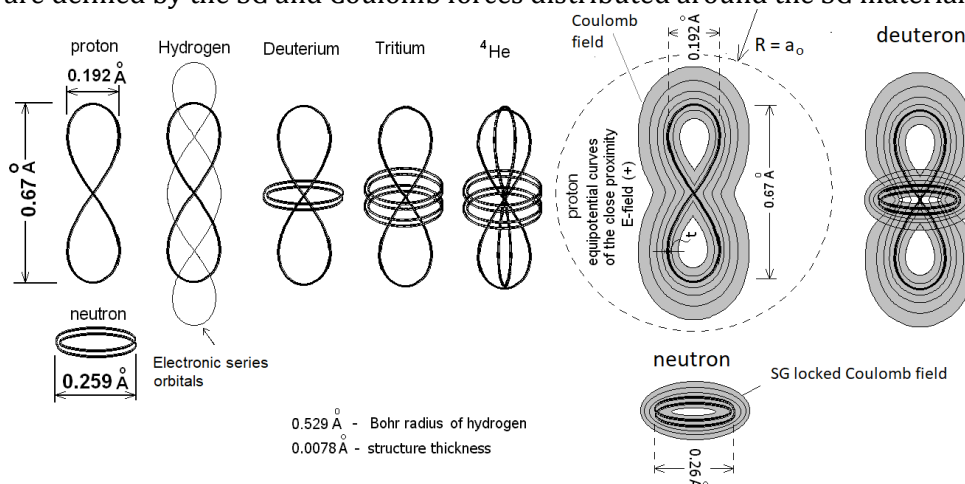 are defined by the SG and Coulomb forces distributed around the SG material
proton
Hydrogen
Deuterium
Tritium
⁴He
0.192 Å
0.67 Å
neutron
0.259 Å
Electronic series
orbitals
0.529 Å - Bohr radius of hydrogen
0.0078 Å - structure thickness
Coulomb
field
0.192 Å
R = aₒ
proton
equipotential curves
of the close proximity
E-field (+)
t
0.67 Å
deuteron
neutron
SG locked Coulomb field
0.26 Å